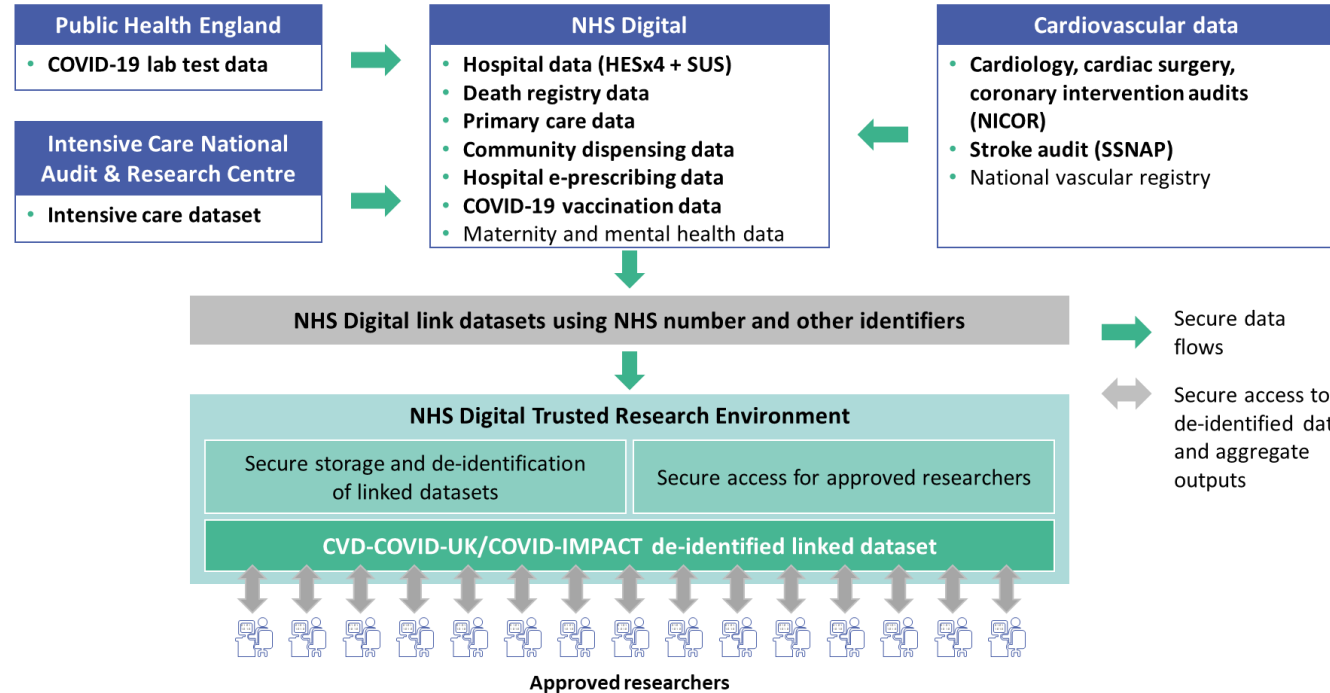 Public Health England
• COVID-19 lab test data
Intensive Care National
Audit & Research Centre
• Intensive care dataset
NHS Digital
• Hospital data (HESx4 + SUS)
• Death registry data
• Primary care data
• Community dispensing data
• Hospital e-prescribing data
• COVID-19 vaccination data
• Maternity and mental health data
Cardiovascular data
• Cardiology, cardiac surgery,
coronary intervention audits
(NICOR)
• Stroke audit (SSNAP)
• National vascular registry
NHS Digital link datasets using NHS number and other identifiers
Secure data
flows
Secure access to
de-identified dat
and aggregate
outputs
NHS Digital Trusted Research Environment
Secure storage and de-identification
of linked datasets
Secure access for approved researchers
CVD-COVID-UK/COVID-IMPACT de-identified linked dataset
Approved researchers